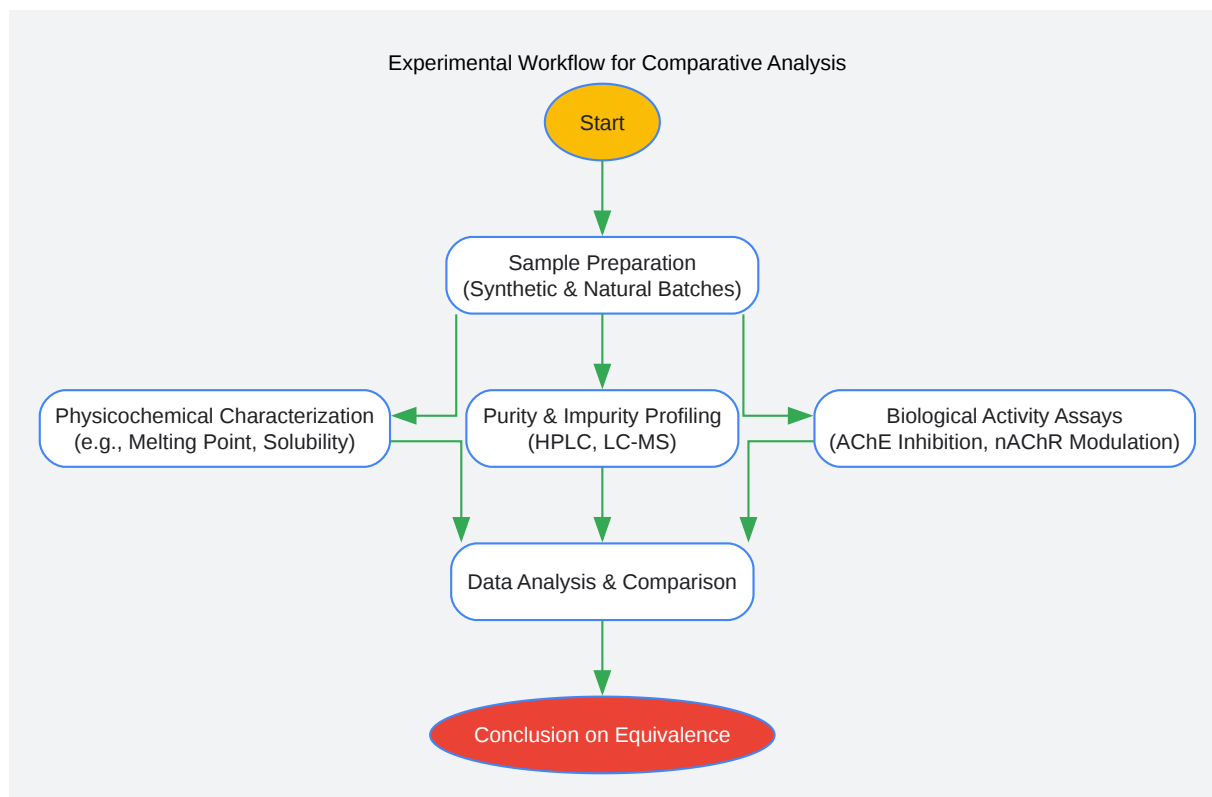 Experimental Workflow for Comparative Analysis
Start
Sample Preparation
(Synthetic & Natural Batches)
Physicochemical Characterization
(e.g., Melting Point, Solubility)
Purity & Impurity Profiling
(HPLC, LC-MS)
Biological Activity Assays
(AChE Inhibition, nAChR Modulation)
Data Analysis & Comparison
Conclusion on Equivalence